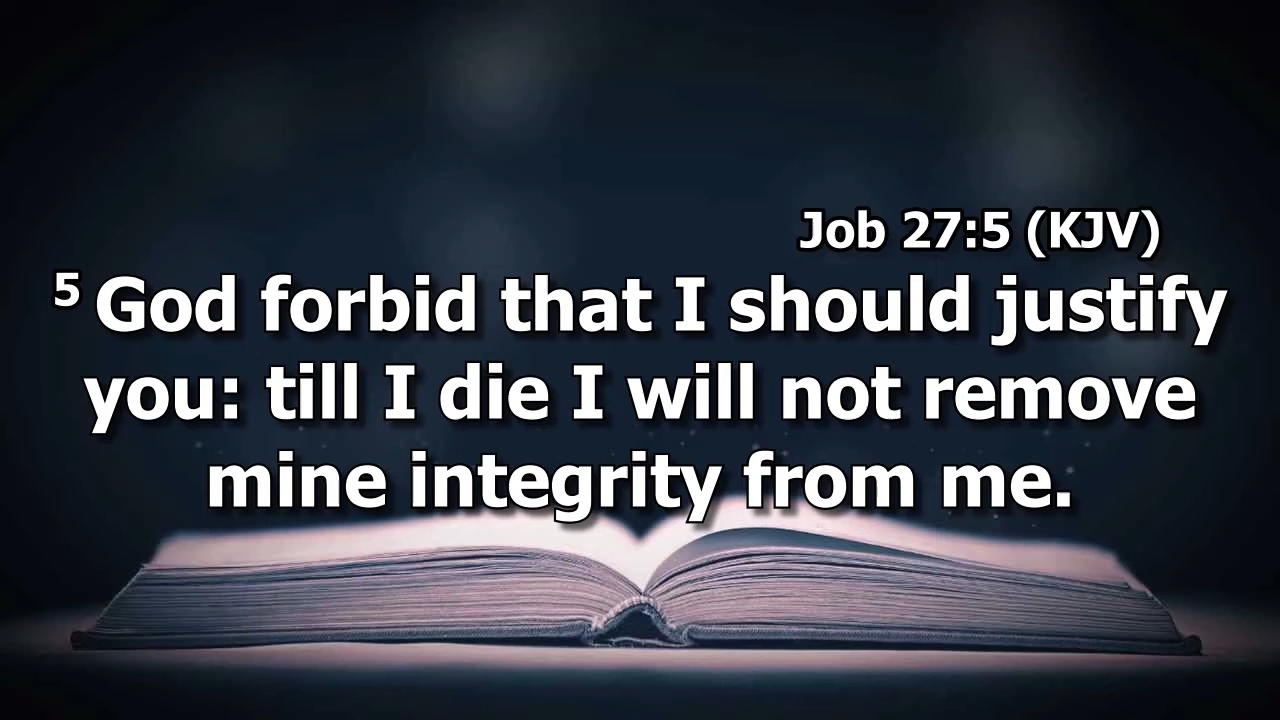 Job 27:5 (KJV)
5 God forbid that I should justify
you: till I die I will not remove
mine integrity from me.